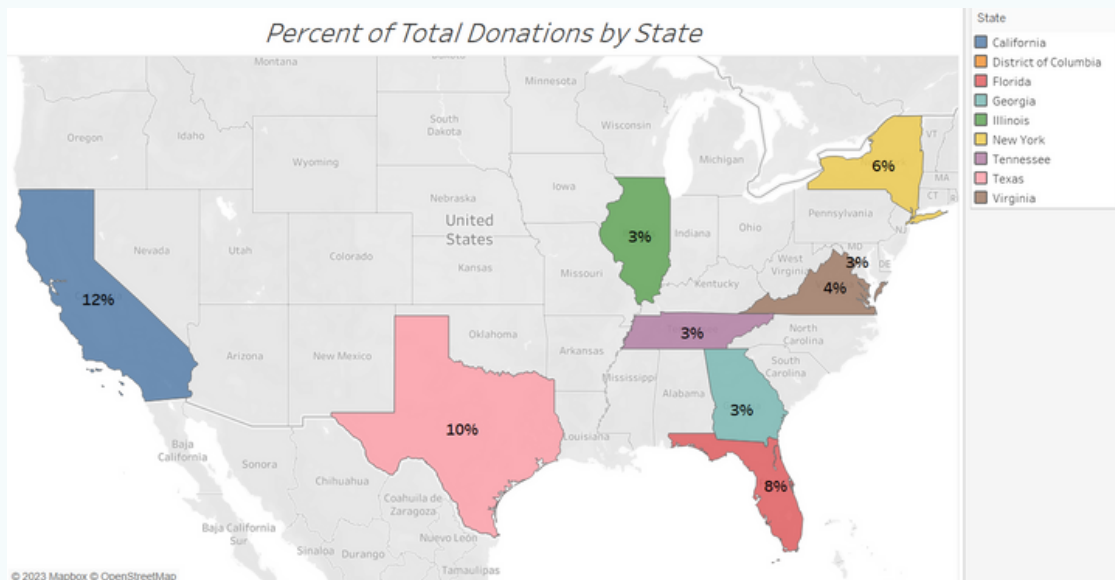 Percent of Total Donations by State
State
California
District of Columbia
Florida
Georgia
Illinois
New York
Tennessee
Texas
Virginia
Montana
Minnesota
Oregon
Idaho
South
Dakota
Wisconsin
VT
6%
Wyoming
Michigan
MA
CT
Iowa
Nebraska
United
States
Pennsylvania
NJ
Nevada
Utah
Colorado
Kansas
Missouri
3%
Indiana
Ohio
West
Virginia
MD
3%
DE
Kentucky
4%
12%
3%
Arizona
New Mexico
Oklahoma
Arkansas
North
Carolina
South
Carolina
Mississippi
Alabama
3%
10%
Louisiana
8%
Baja
California
Sonora
Chihuahua
Coahuila de
Zaragoza
Baja California
Sur
Sinaloa
Durango
Nuevo León
Tamaulipas
© 2023 Mapbox © OpenStreetMap